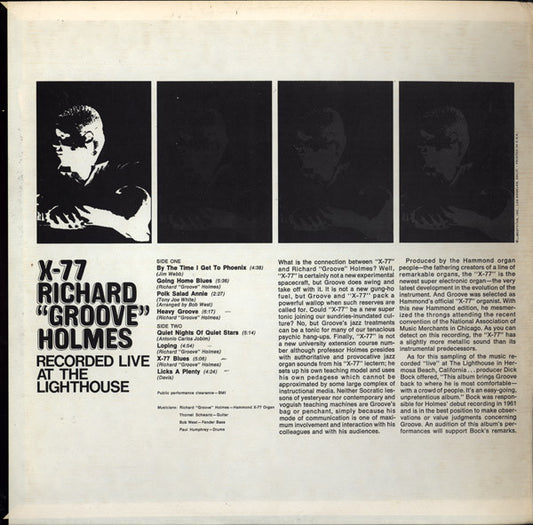 X-77
RICHARD
"GROOVE"
HOLMES
RECORDED LIVE
AT THE
LIGHTHOUSE
SIDE ONE
By The Time I Get To Phoenix (4:38)
(Jim Webb)
Going Home Blues (5:36)
(Richard "Groove" Holmes)
Polk Salad Annie (2:27)
(Tony Joe White)
(Arranged by Bob West)
Heavy Groove (6:17)
(Richard "Groove" Holmes)
SIDE TWO
Quiet Nights Of Quiet Stars (6:14)
(Antonio Carlos Jobim)
Loping (4:54)
(Richard "Groove" Holmes)
X-77 Blues (5:05)
(Richard "Groove" Holmes)
Licks A Plenty (4:24)
(Davis)
Public performance clearance—BMI
Musicians: Richard "Groove" Holmes—Hammond X-77 Organ
Thornel Schwartz—Guitar
Bob West—Fender Bass
Paul Humphrey—Drums
What is the connection between "X-77"
and Richard "Groove" Holmes? Well,
"X-77" is certainly not a new experimental
spacecraft, but Groove does swing and
take off with it. It is not a new gung-ho
fuel, but Groove and "X-77" pack a
powerful wallop when such reserves are
called for. Could "X-77" be a new super
tonic joining our sundries-inundated cul-
ture? No, but Groove's jazz treatments
can be a tonic for many of our tenacious
psychic hang-ups. Finally, "X-77" is not
a new university extension course num-
ber although professor Holmes presides
with authoritative and provocative jazz
organ sounds from his "X-77" lectern; he
sets up his own teaching model and uses
his own pedagese which cannot be
approximated by some large complex of
instructional media. Neither Socratic les-
sons of yesteryear nor contemporary and
voguish teaching machines are Groove's
bag or penchant, simply because his
mode of communication is one of maxi-
mum involvement and interaction with his
colleagues and with his audiences.
Produced by the Hammond organ
people—the fathering creators of a line of
remarkable organs, the "X-77" is the
newest super electronic organ—the very
latest development in the evolution of the
instrument. And Groove was selected as
Hammond's official "X-77" organist. With
this new Hammond edition, he mesmer-
ized the throngs attending the recent
convention of the National Association of
Music Merchants in Chicago. As you can
detect on this recording, the "X-77" has
a slightly more metallic sound than its
instrumental predecessors.
As for this sampling of the music re-
corded "live" at The Lighthouse in Her-
mosa Beach, California... producer Dick
Bock offered, "This album brings Groove
back to where he is most comfortable—
with a crowd of people. It's an easy-going,
unpretentious album." Bock was respon-
sible for Holmes' debut recording in 1961
and is in the best position to make obser-
vations or value judgments concerning
Groove. An audition of this album's per-
formances will support Bock's remarks.